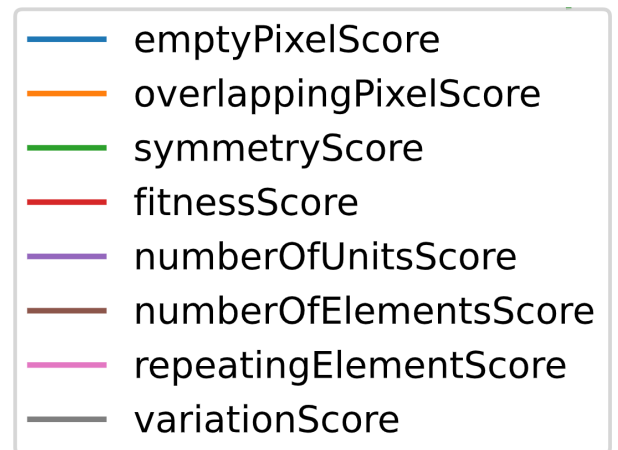 emptyPixelScore
overlappingPixelScore
symmetryScore
fitnessScore
numberOfUnitsScore
numberOfElementsScore
repeatingElementScore
variationScore